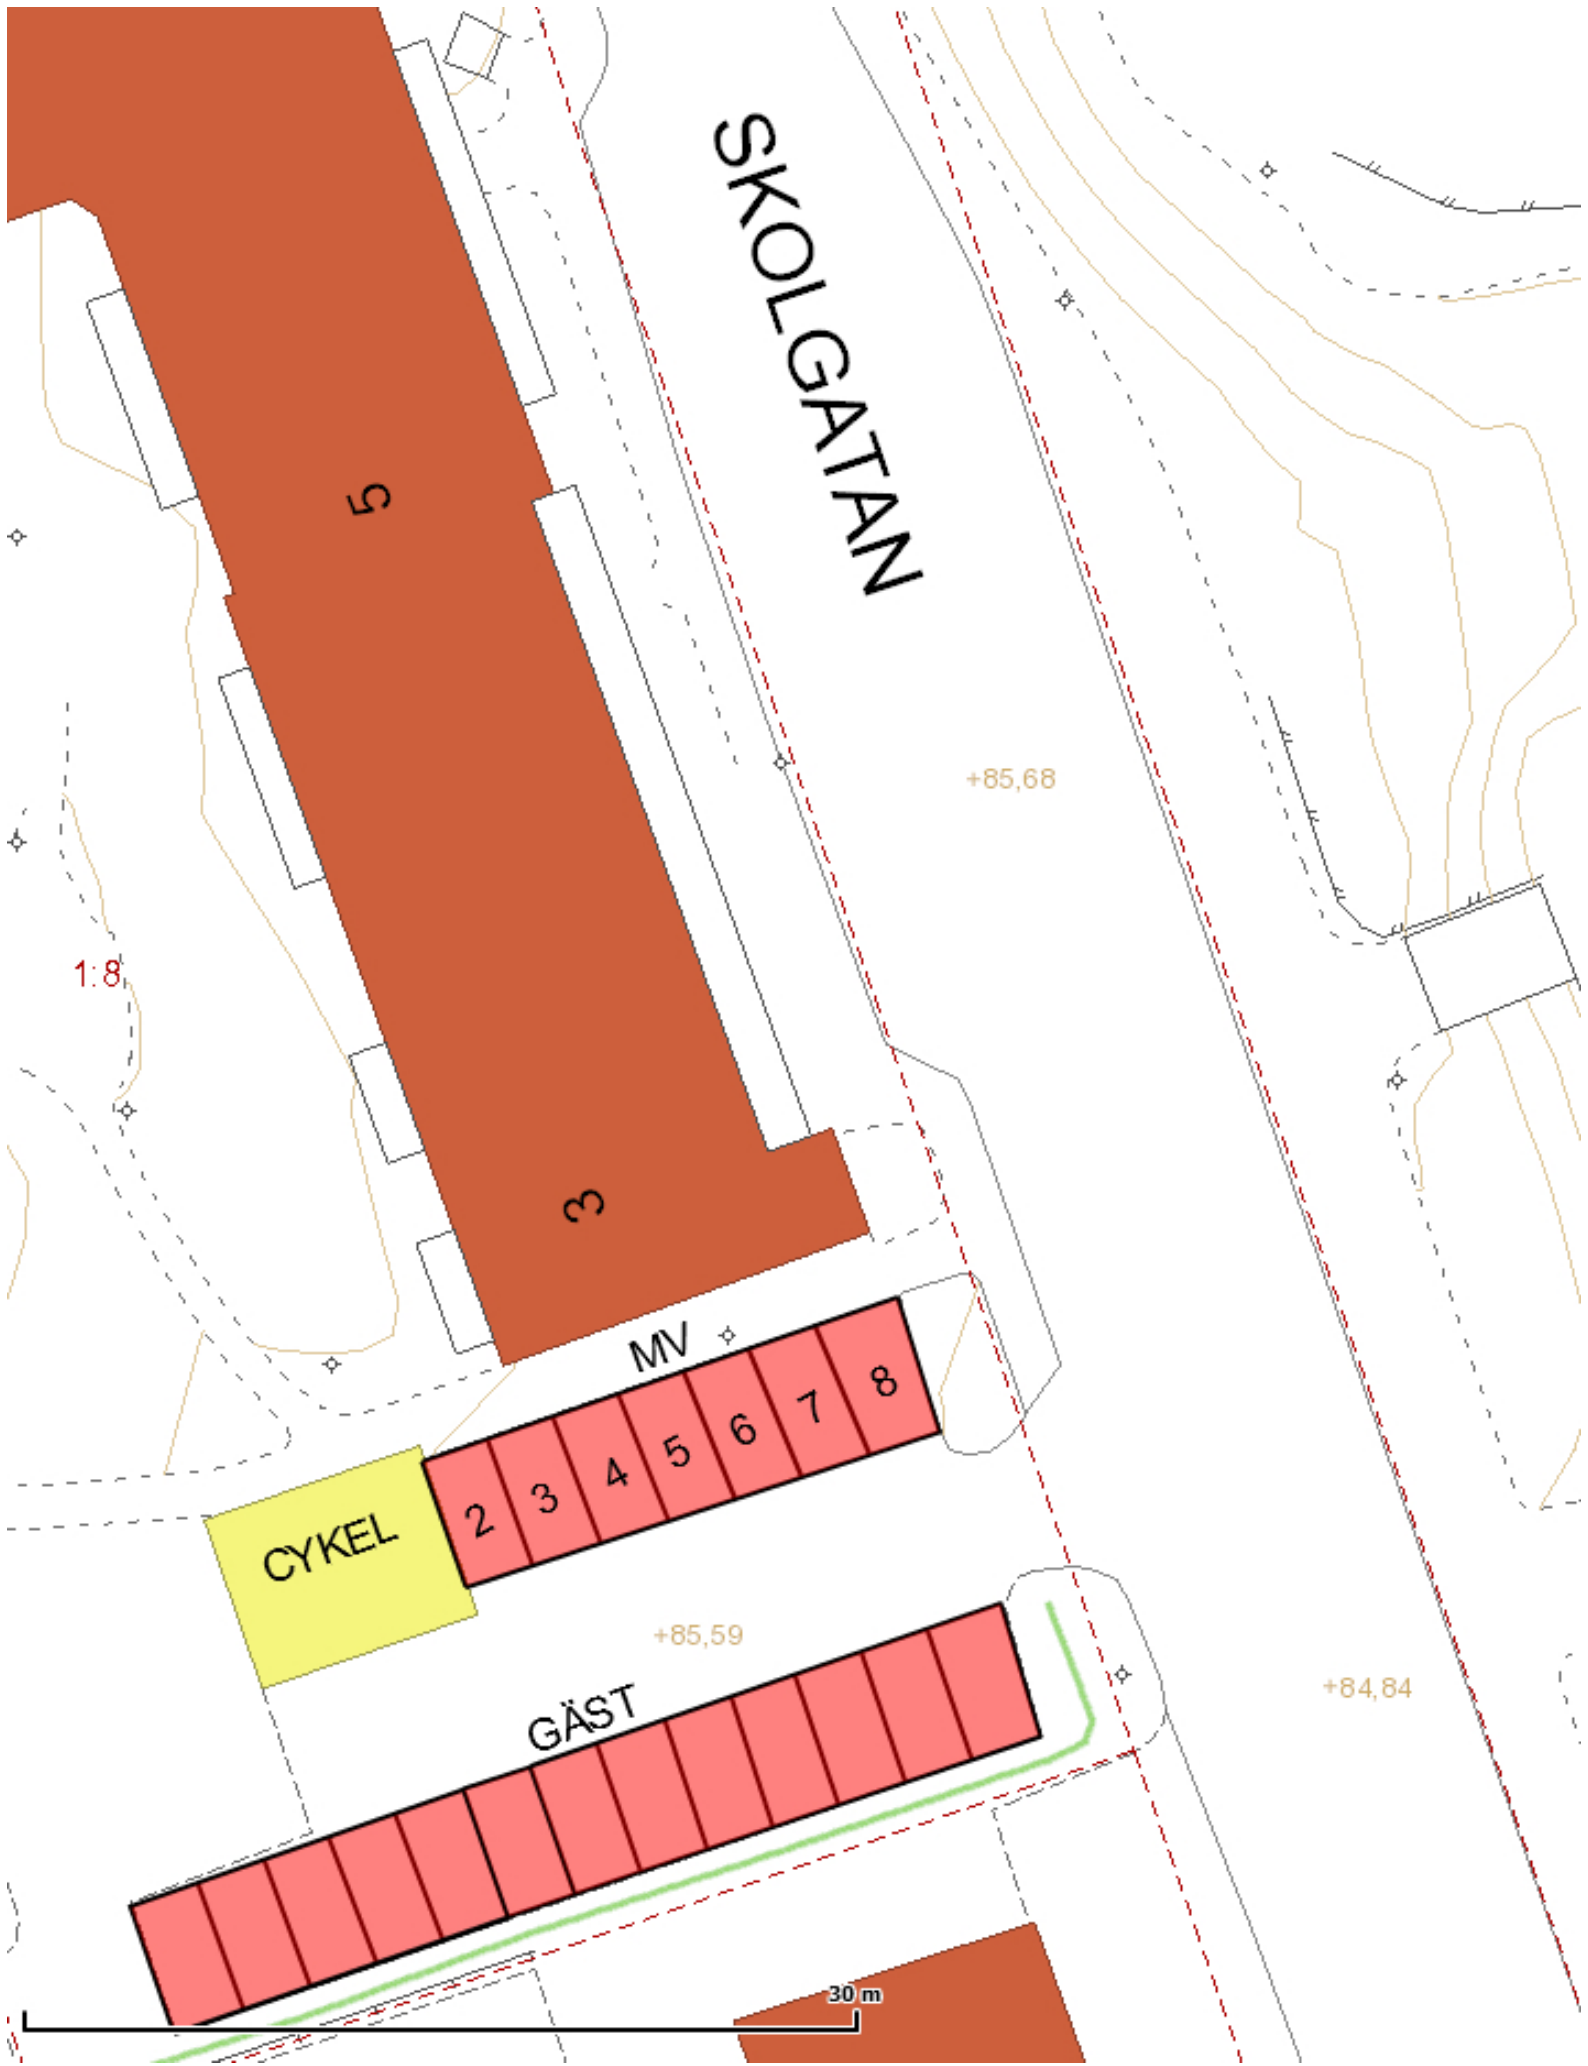 SKOLGATAN
5
+85,68
1:8
3
MV
2 3 4 5 6 7 8
CYKEL
+85,59
GÄST
+84,84
30 m